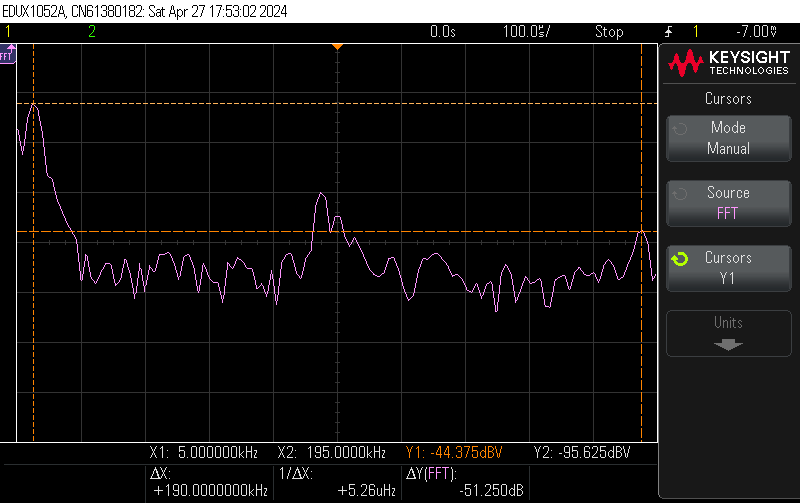 EDUX1052A, CN61380182: Sat Apr 27 17:53:02 2024
1 2 0.0s 100.0µs/ Stop 1 -7.00V
FFT
KEYSIGHT
TECHNOLOGIES
Cursors
Mode
Manual
Source
FFT
Cursors
Y1
Units
X1: 5.000000kHz X2: 195.0000kHz Y1: -44.375dBV Y2: -95.625dBV
ΔX: 1/ΔX: ΔY(FFT):
+190.0000000kHz +5.26uHz -51.250dB